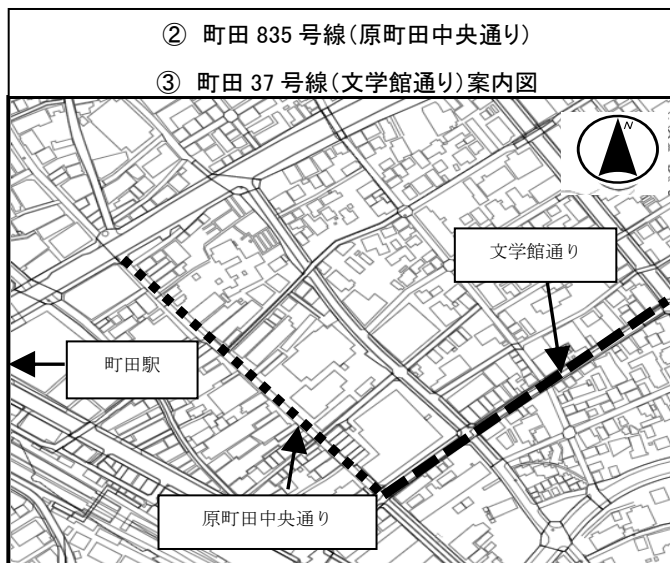 ② 町田 835 号線(原町田中央通り)
③ 町田 37 号線(文学館通り)案内図
N
文学館通り
町田駅
原町田中央通り